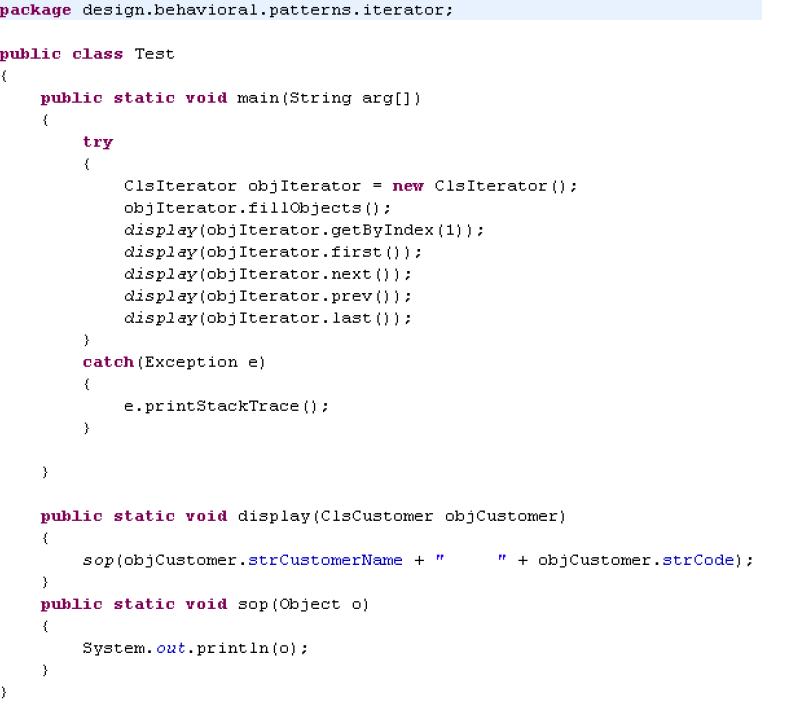 package design.behavioral.patterns.iterator;

public class Test
{
    public static void main(String arg[])
    {
        try
        {
            ClsIterator objIterator = new ClsIterator();
            objIterator.fillObjects();
            display(objIterator.getByIndex(1));
            display(objIterator.first());
            display(objIterator.next());
            display(objIterator.prev());
            display(objIterator.last());
        }
        catch(Exception e)
        {
            e.printStackTrace();
        }

    }

    public static void display(ClsCustomer objCustomer)
    {
        sop(objCustomer.strCustomerName + "     " + objCustomer.strCode);
    }
    public static void sop(Object o)
    {
        System.out.println(o);
    }
}